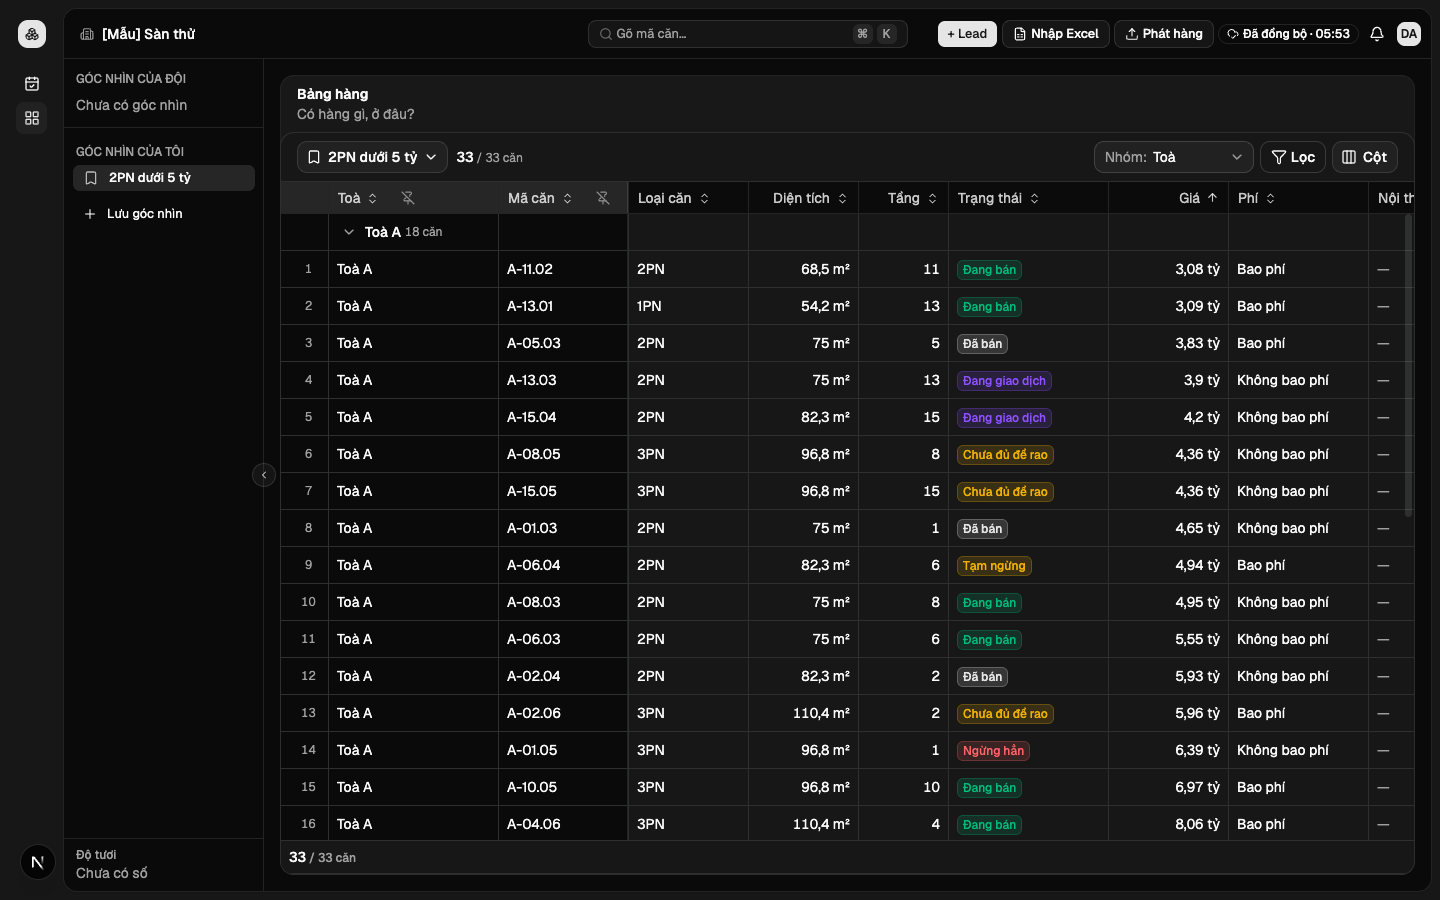 [Mẫu] Sàn thử
Gõ mã căn...
⌘ K
+ Lead
Nhập Excel
Phát hàng
Đã đồng bộ · 05:53
DA
GÓC NHÌN CỦA ĐỘI
Chưa có góc nhìn
GÓC NHÌN CỦA TÔI
2PN dưới 5 tỷ
Lưu góc nhìn
Độ tươi
Chưa có số
N
Bảng hàng
Có hàng gì, ở đâu?
2PN dưới 5 tỷ
33 / 33 căn
Nhóm: Toà
Lọc
Cột
Toà Mã căn Loại căn Diện tích Tầng Trạng thái Giá Phí Nội th
Toà A 18 căn
1 Toà A A-11.02 2PN 68,5 m² 11 Đang bán 3,08 tỷ Bao phí —
2 Toà A A-13.01 1PN 54,2 m² 13 Đang bán 3,09 tỷ Bao phí —
3 Toà A A-05.03 2PN 75 m² 5 Đã bán 3,83 tỷ Bao phí —
4 Toà A A-13.03 2PN 75 m² 13 Đang giao dịch 3,9 tỷ Không bao phí —
5 Toà A A-15.04 2PN 82,3 m² 15 Đang giao dịch 4,2 tỷ Không bao phí —
6 Toà A A-08.05 3PN 96,8 m² 8 Chưa đủ để rao 4,36 tỷ Không bao phí —
7 Toà A A-15.05 3PN 96,8 m² 15 Chưa đủ để rao 4,36 tỷ Không bao phí —
8 Toà A A-01.03 2PN 75 m² 1 Đã bán 4,65 tỷ Không bao phí —
9 Toà A A-06.04 2PN 82,3 m² 6 Tạm ngừng 4,94 tỷ Bao phí —
10 Toà A A-08.03 2PN 75 m² 8 Đang bán 4,95 tỷ Không bao phí —
11 Toà A A-06.03 2PN 75 m² 6 Đang bán 5,55 tỷ Không bao phí —
12 Toà A A-02.04 2PN 82,3 m² 2 Đã bán 5,93 tỷ Không bao phí —
13 Toà A A-02.06 3PN 110,4 m² 2 Chưa đủ để rao 5,96 tỷ Bao phí —
14 Toà A A-01.05 3PN 96,8 m² 1 Ngừng hẳn 6,39 tỷ Không bao phí —
15 Toà A A-10.05 3PN 96,8 m² 10 Đang bán 6,97 tỷ Bao phí —
16 Toà A A-04.06 3PN 110,4 m² 4 Đang bán 8,06 tỷ Bao phí —
33 / 33 căn